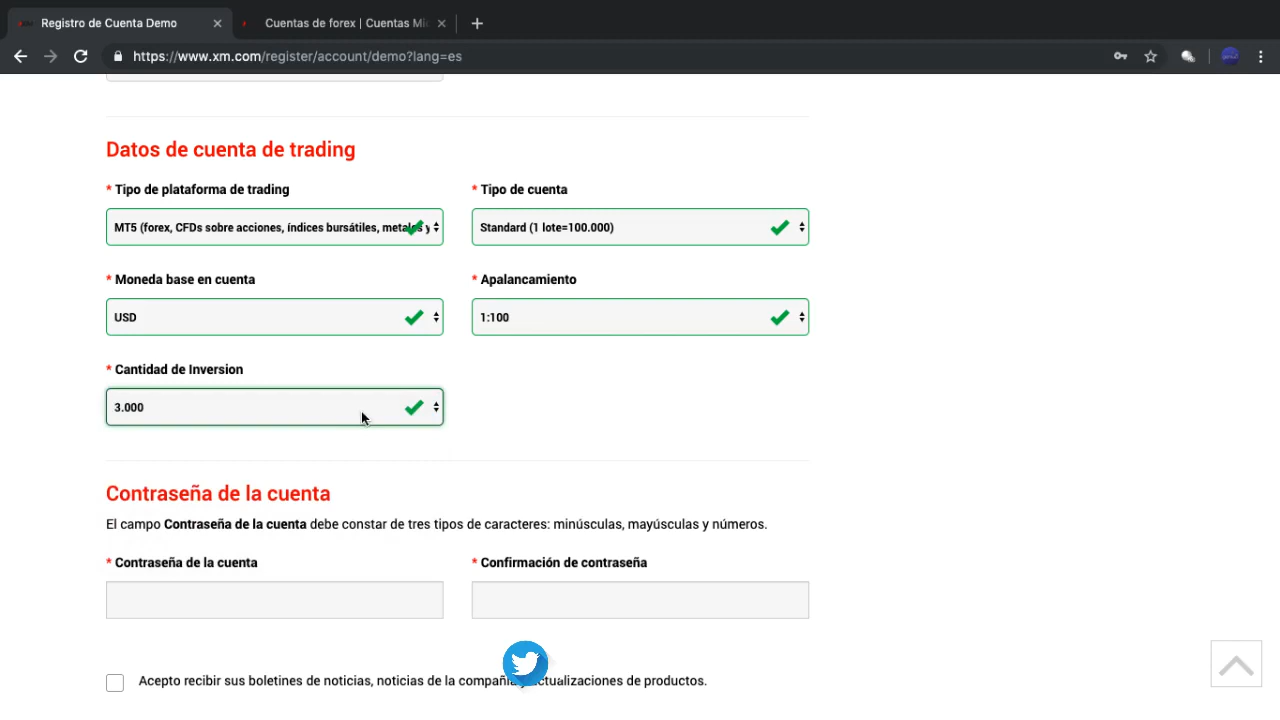 Registro de Cuenta Demo
Cuentas de forex | Cuentas Mi
https://www.xm.com/register/account/demo?lang=es
Datos de cuenta de trading
* Tipo de plataforma de trading
* Tipo de cuenta
MT5 (forex, CFDs sobre acciones, índices bursátiles, metales y
Standard (1 lote=100.000)
* Moneda base en cuenta
* Apalancamiento
USD
1:100
* Cantidad de Inversion
3.000
Contraseña de la cuenta
El campo Contraseña de la cuenta debe constar de tres tipos de caracteres: minúsculas, mayúsculas y números.
* Contraseña de la cuenta
* Confirmación de contraseña
Acepto recibir sus boletines de noticias, noticias de la compañía y actualizaciones de productos.